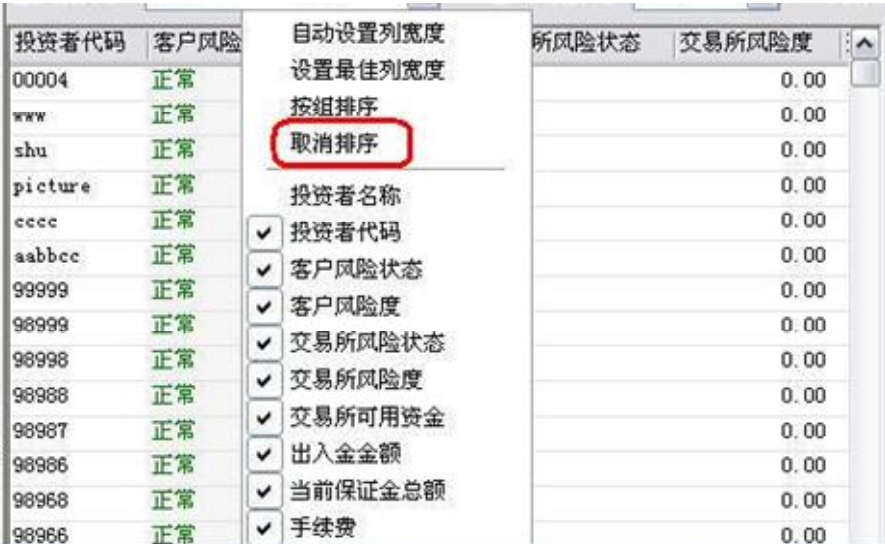 投资者代码 客户风险 所风险状态 交易所风险度
00004 正常 0.00
www 正常 0.00
shu 正常 0.00
picture 正常 0.00
cccc 正常 0.00
aabbcc 正常 0.00
99999 正常 0.00
98999 正常 0.00
98998 正常 0.00
98988 正常 0.00
98987 正常 0.00
98986 正常 0.00
98968 正常 0.00
98966 正常 0.00
自动设置列宽度
设置最佳列宽度
按组排序
取消排序
投资者名称
投资者代码
客户风险状态
客户风险度
交易所风险状态
交易所风险度
交易所可用资金
出入金金额
当前保证金总额
手续费